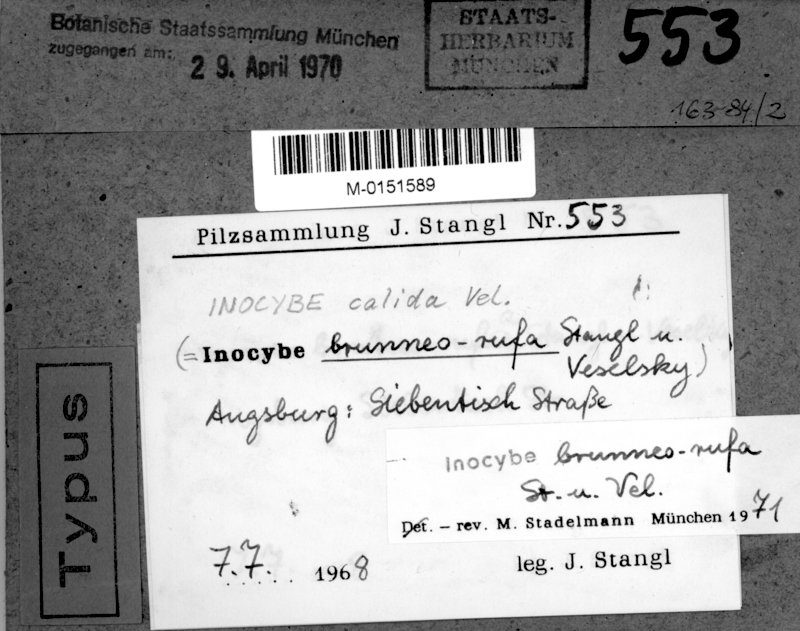 Botanische Staatssammlung München
zugegangen am:
29. April 1970
STAATS-
HERBARIUM
MÜNCHEN
553
163-84/2
M-0151589
Pilzsammlung J. Stangl Nr. 553
INOCYBE calida Vel.
(= Inocybe brunneo-rufa Stangl u.
Veselsky)
Augsburg: Siebentisch Straße
Inocybe brunneo-rufa
St. u. Vel.
Det. – rev. M. Stadelmann München 1971
7.7. 1968
leg. J. Stangl
Typus